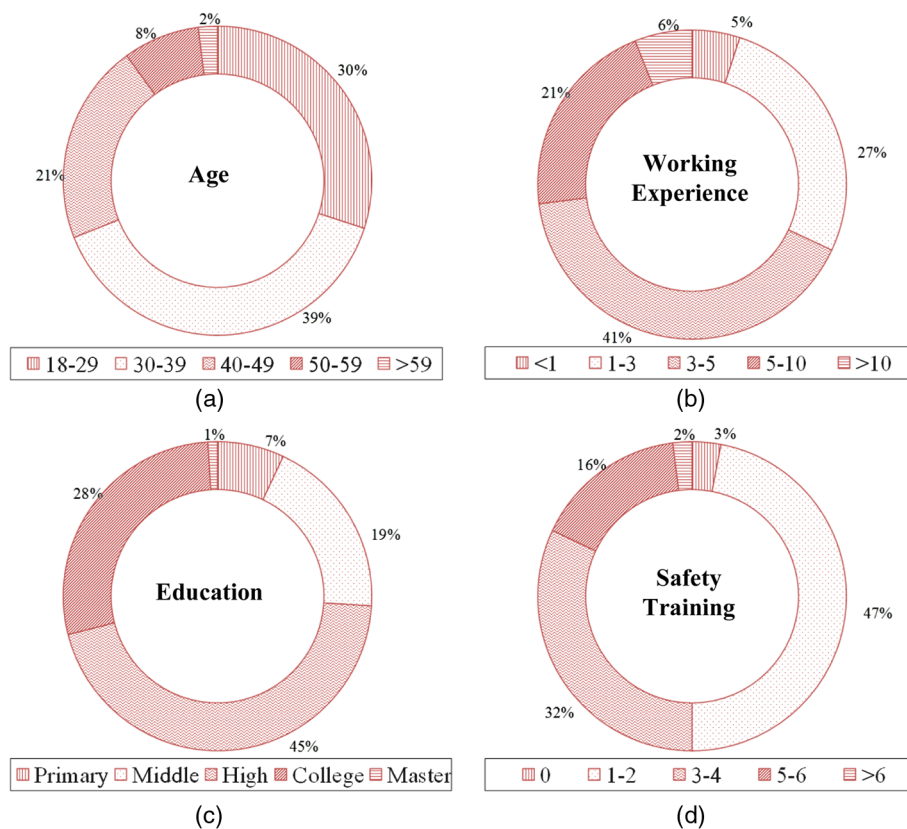 2%
8%
30%
21%
Age
39%
18-29 30-39 40-49 50-59 >59
(a)
6%
5%
21%
27%
Working
Experience
41%
<1 1-3 3-5 5-10 >10
(b)
1%
7%
28%
19%
Education
45%
Primary Middle High College Master
(c)
2%
3%
16%
Safety
Training
47%
32%
0 1-2 3-4 5-6 >6
(d)